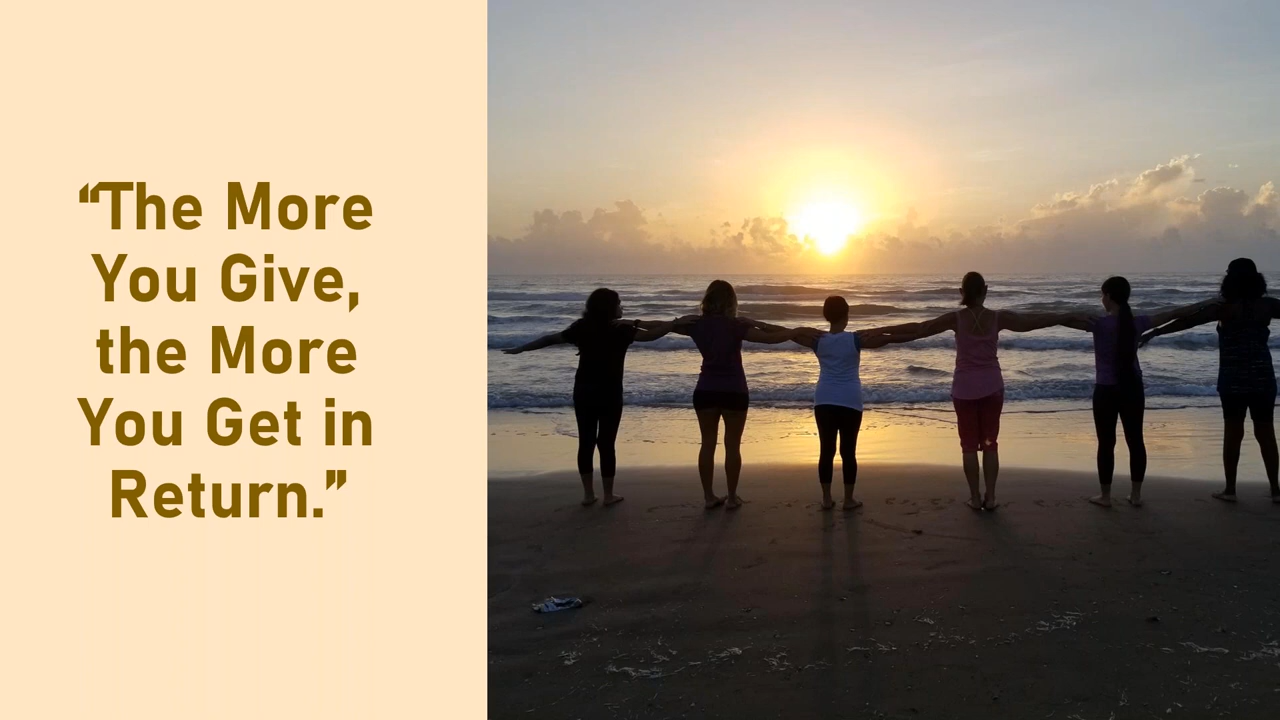 “The More
You Give,
the More
You Get in
Return.”